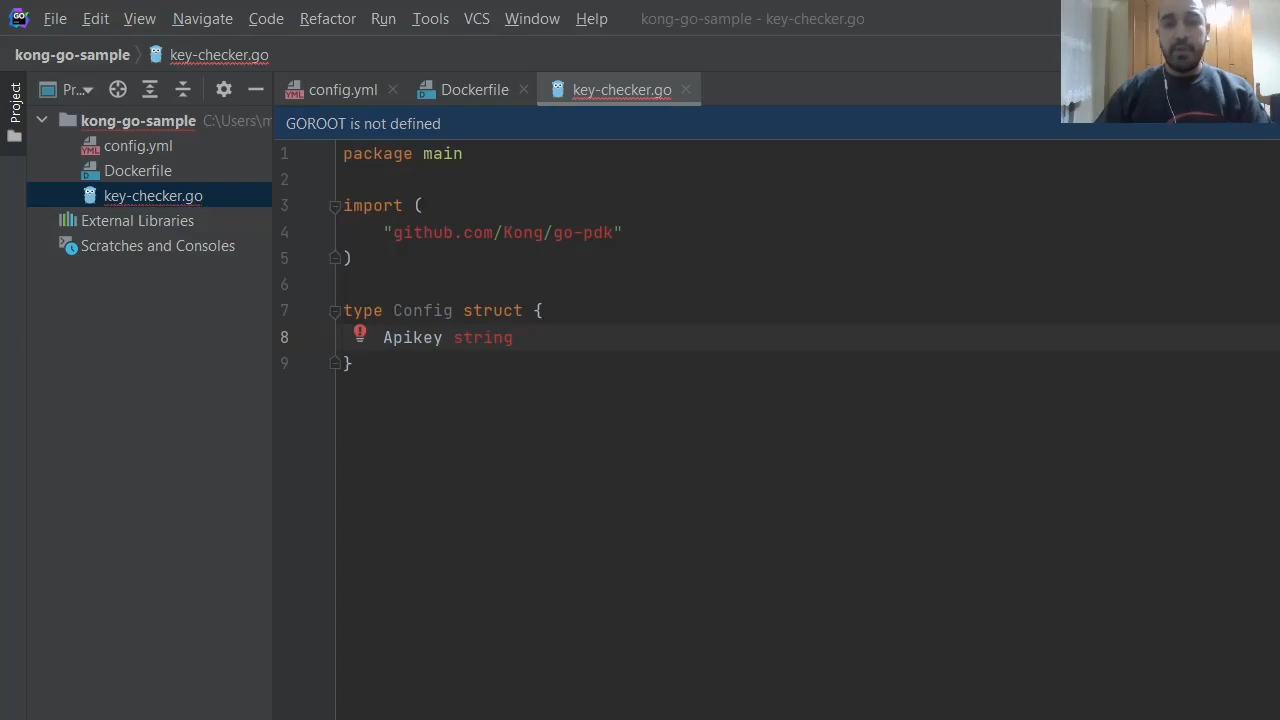 GO File Edit View Navigate Code Refactor Run Tools VCS Window Help kong-go-sample - key-checker.go
kong-go-sample key-checker.go
Project
Pr...
config.yml Dockerfile key-checker.go
kong-go-sample C:\Users\m
config.yml
Dockerfile
key-checker.go
External Libraries
Scratches and Consoles
GOROOT is not defined
1 package main
2
3 import (
4 "github.com/Kong/go-pdk"
5 )
6
7 type Config struct {
8 Apikey string
9 }